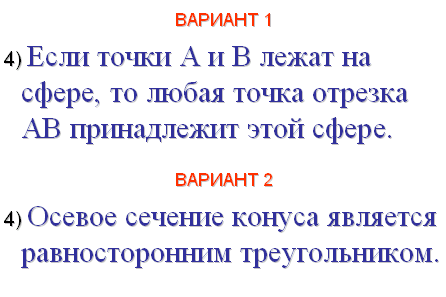 ВАРИАНТ 1
4) Если точки А и В лежат на
сфере, то любая точка отрезка
АВ принадлежит этой сфере.
ВАРИАНТ 2
4) Осевое сечение конуса является
равносторонним треугольником.